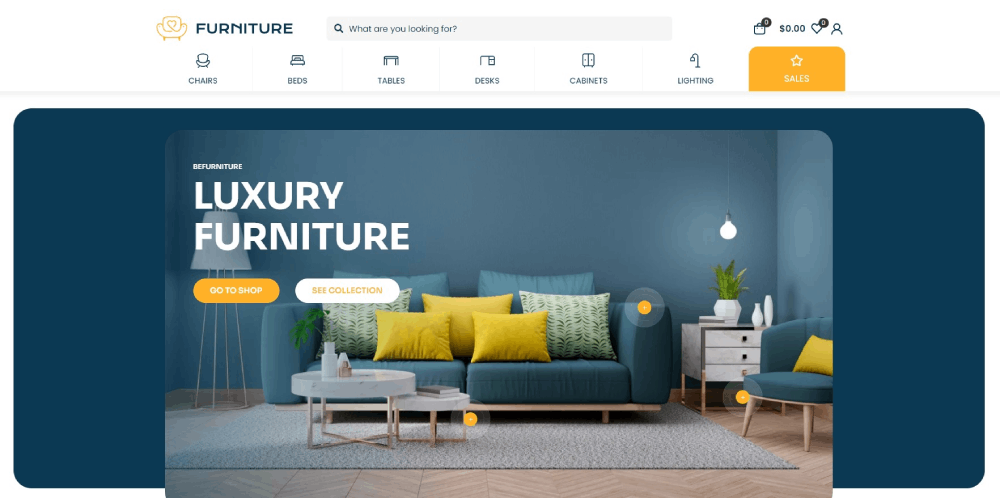 FURNITURE
What are you looking for?
0
$0.00
0
CHAIRS
BEDS
TABLES
DESKS
CABINETS
LIGHTING
SALES
BEFURNITURE
LUXURY
FURNITURE
GO TO SHOP
SEE COLLECTION